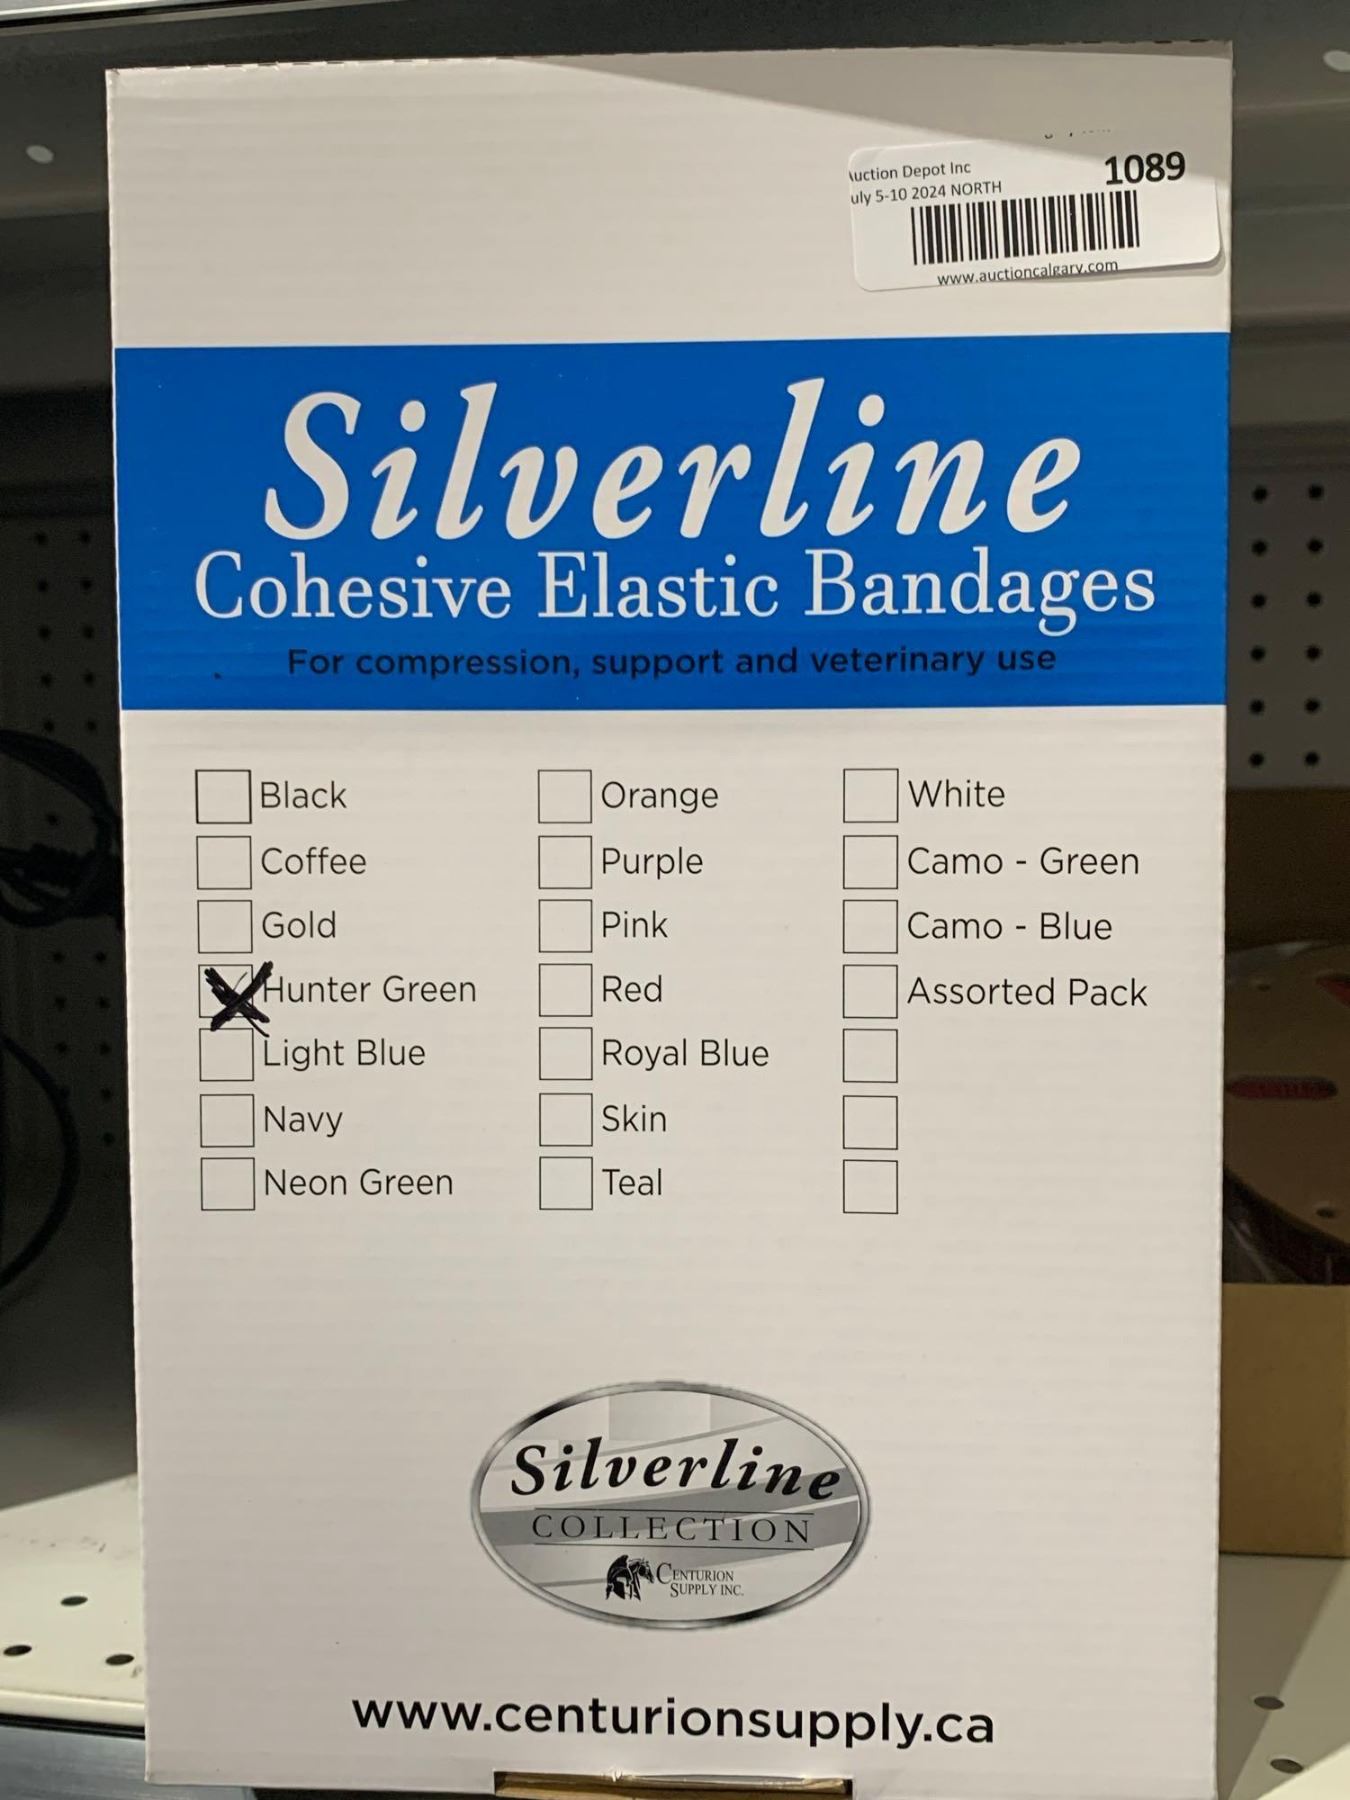 uction Depot Inc
1089
uly 5-10 2024 NORTH
www.auctioncalgary.com
Silverline
Cohesive Elastic Bandages
For compression, support and veterinary use
Black
Coffee
Gold
Hunter Green
Light Blue
Navy
Neon Green
Orange
Purple
Pink
Red
Royal Blue
Skin
Teal
White
Camo - Green
Camo - Blue
Assorted Pack
Silverline
COLLECTION
CENTURION
SUPPLY INC.
www.centurionsupply.ca